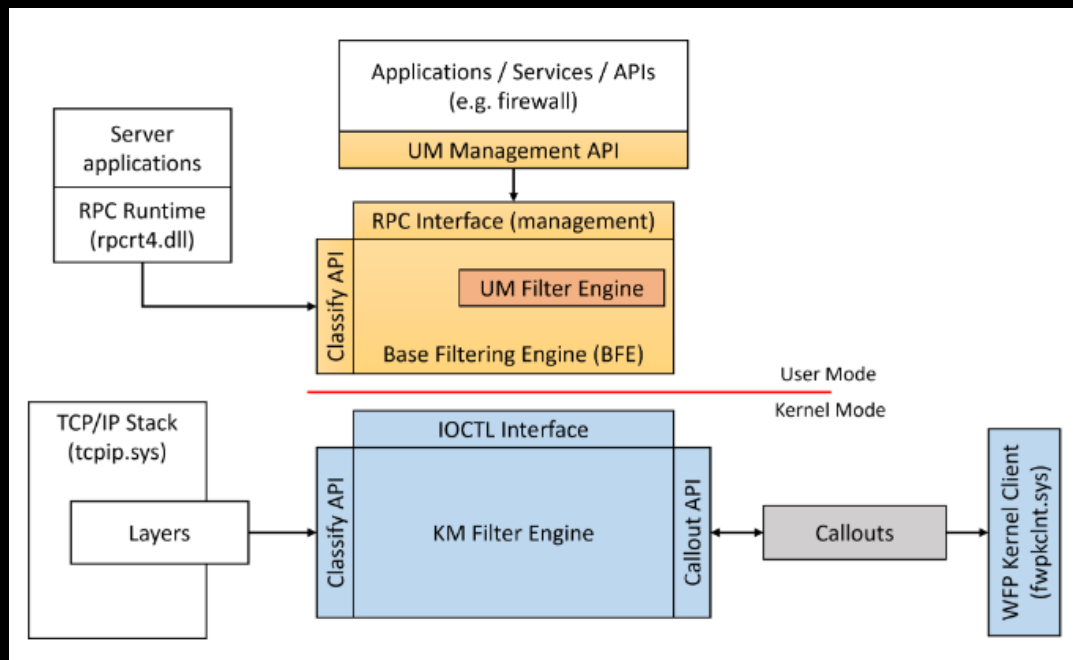 Applications / Services / APIs
(e.g. firewall)
UM Management API
Server
applications
RPC Runtime
(rpcrt4.dll)
RPC Interface (management)
Classify API
UM Filter Engine
Base Filtering Engine (BFE)
User Mode
Kernel Mode
TCP/IP Stack
(tcpip.sys)
Layers
IOCTL Interface
Classify API
KM Filter Engine
Callout API
Callouts
WFP Kernel Client
(fwpkclnt.sys)